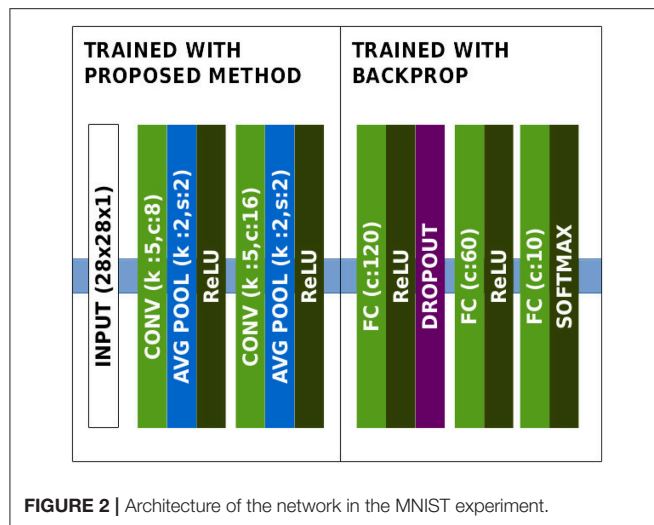 TRAINED WITH
PROPOSED METHOD
TRAINED WITH
BACKPROP
INPUT (28x28x1)
CONV (k :5,c:8)
AVG POOL (k :2,s:2)
ReLU
CONV (k :5,c:16)
AVG POOL (k :2,s:2)
ReLU
FC (c:120)
ReLU
DROPOUT
FC (c:60)
ReLU
FC (c:10)
SOFTMAX
FIGURE 2 | Architecture of the network in the MNIST experiment.